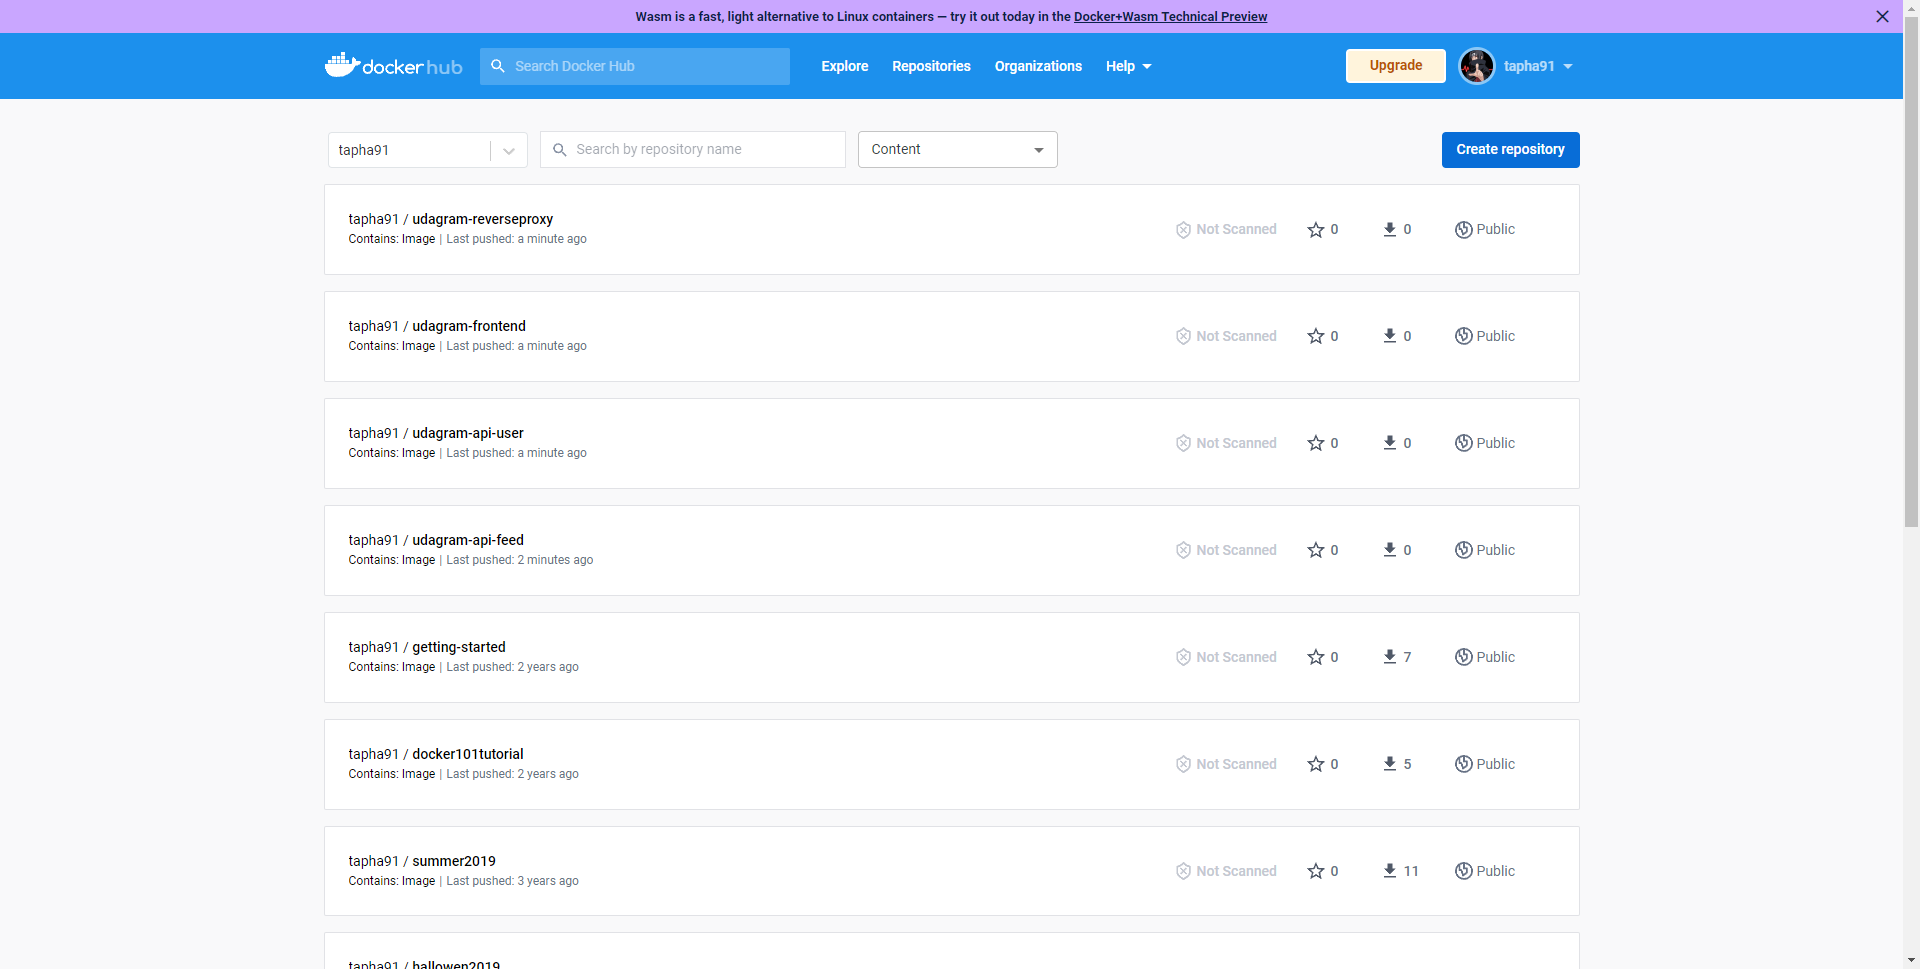 Wasm is a fast, light alternative to Linux containers — try it out today in the Docker+Wasm Technical Preview
docker hub
Search Docker Hub
Explore
Repositories
Organizations
Help
Upgrade
tapha91
tapha91
Search by repository name
Content
Create repository
tapha91 / udagram-reverseproxy
Contains: Image | Last pushed: a minute ago
Not Scanned
0
0
Public
tapha91 / udagram-frontend
Contains: Image | Last pushed: a minute ago
Not Scanned
0
0
Public
tapha91 / udagram-api-user
Contains: Image | Last pushed: a minute ago
Not Scanned
0
0
Public
tapha91 / udagram-api-feed
Contains: Image | Last pushed: 2 minutes ago
Not Scanned
0
0
Public
tapha91 / getting-started
Contains: Image | Last pushed: 2 years ago
Not Scanned
0
7
Public
tapha91 / docker101tutorial
Contains: Image | Last pushed: 2 years ago
Not Scanned
0
5
Public
tapha91 / summer2019
Contains: Image | Last pushed: 3 years ago
Not Scanned
0
11
Public
tapha91 / hallowen2019